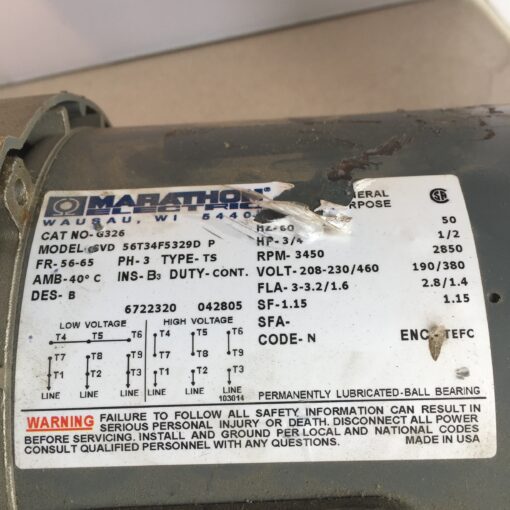 MARATHON
ELECTRIC
WAUSAU, WI 5440
PURPOSE
CAT NO- G326
HZ-60 50
MODEL- 5VD 56T34F5329D P
HP-3/4 1/2
FR-56-65 PH-3 TYPE-TS
RPM- 3450 2850
AMB-40°C INS-B3 DUTY-CONT.
VOLT-208-230/460 190/380
DES-B
FLA-3-3.2/1.6 2.8/1.4
6722320 042805
SF-1.15 1.15
LOW VOLTAGE HIGH VOLTAGE
SFA-
T4 T5 T6 T4 T5 T6
CODE-N ENC- TEFC
T7 T8 T9 T7 T8 T9
T1 T2 T3 T1 T2 T3
LINE LINE LINE LINE LINE LINE
103014
PERMANENTLY LUBRICATED-BALL BEARING
WARNING FAILURE TO FOLLOW ALL SAFETY INFORMATION CAN RESULT IN
SERIOUS PERSONAL INJURY OR DEATH. DISCONNECT ALL POWER
BEFORE SERVICING. INSTALL AND GROUND PER LOCAL AND NATIONAL CODES
CONSULT QUALIFIED PERSONNEL WITH ANY QUESTIONS. MADE IN USA